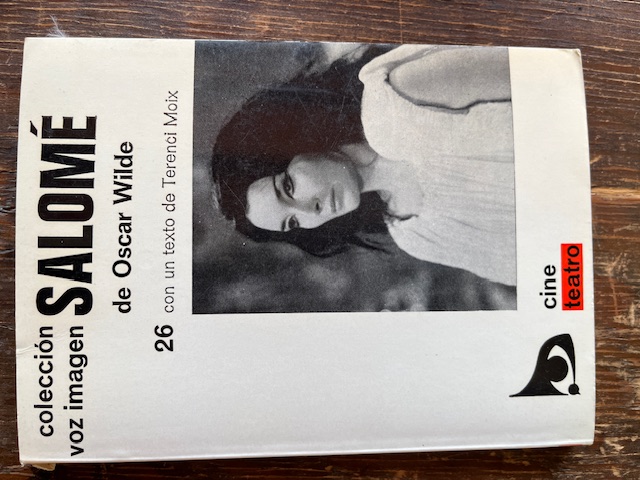 colección
voz imagen
SALOMÉ
de Oscar Wilde
26 con un texto de Terenci Moix
cine
teatro